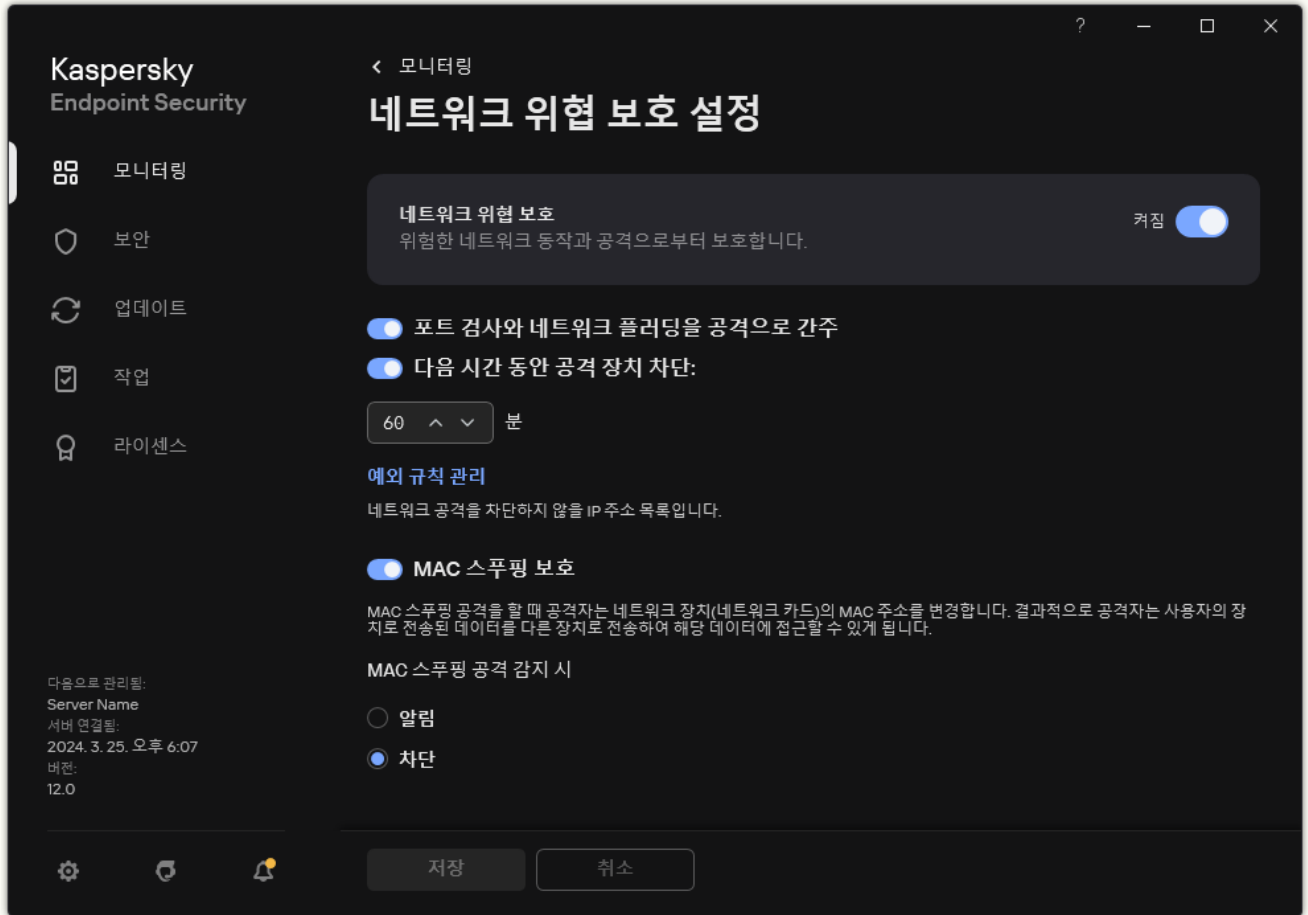 Kaspersky
Endpoint Security
모니터링
보안
업데이트
작업
라이센스
다음으로 관리됨:
Server Name
서버 연결됨:
2024. 3. 25. 오후 6:07
버전:
12.0
모니터링
네트워크 위협 보호 설정
네트워크 위협 보호
위험한 네트워크 동작과 공격으로부터 보호합니다.
켜짐
포트 검사와 네트워크 플러딩을 공격으로 간주
다음 시간 동안 공격 장치 차단:
60 분
예외 규칙 관리
네트워크 공격을 차단하지 않을 IP 주소 목록입니다.
MAC 스푸핑 보호
MAC 스푸핑 공격을 할 때 공격자는 네트워크 장치(네트워크 카드)의 MAC 주소를 변경합니다. 결과적으로 공격자는 사용자의 장
치로 전송된 데이터를 다른 장치로 전송하여 해당 데이터에 접근할 수 있게 됩니다.
MAC 스푸핑 공격 감지 시
알림
차단
저장
취소